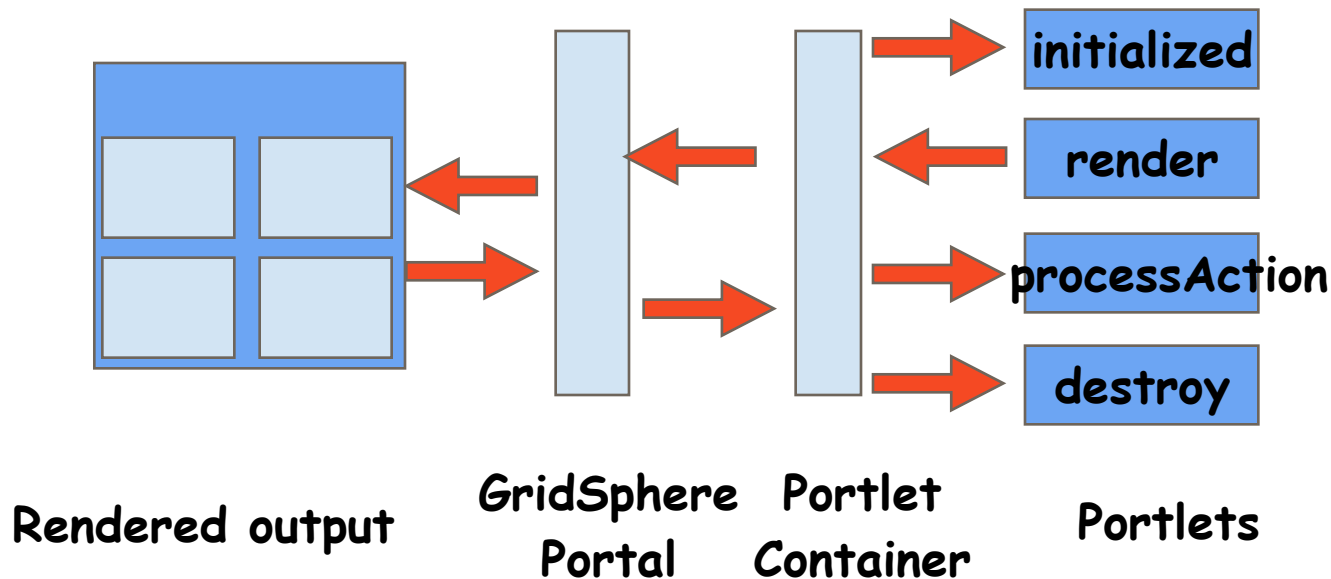 initialized
render
processAction
destroy
Rendered output
GridSphere
Portal
Portlet
Container
Portlets